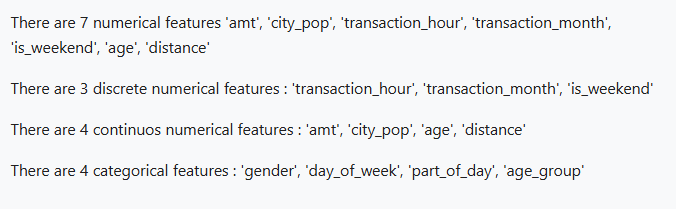 There are 7 numerical features 'amt', 'city_pop', 'transaction_hour', 'transaction_month',
'is_weekend', 'age', 'distance'
There are 3 discrete numerical features : 'transaction_hour', 'transaction_month', 'is_weekend'
There are 4 continuos numerical features : 'amt', 'city_pop', 'age', 'distance'
There are 4 categorical features : 'gender', 'day_of_week', 'part_of_day', 'age_group'